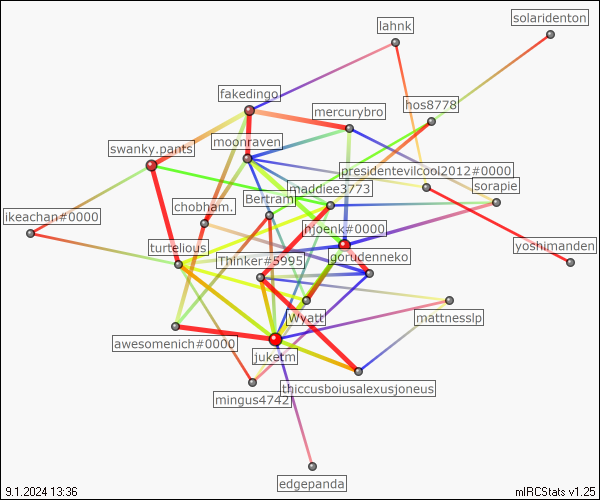 solaridenton
lahnk
fakedingo
mercurybro
hos8778
moonraven
swanky.pants
presidentevilcool2012#0000
maddiee3773
sorapie
Bertram
chobham.
ikeachan#0000
hjoenk#0000
turtelious
yoshimanden
Thinker#5995
gorudenneko
Wyatt
mattnesslp
awesomenich#0000
juketm
thiccusboiusalexusjoneus
mingus4742
edgepanda
9.1.2024 13:36
mIRCStats v1.25